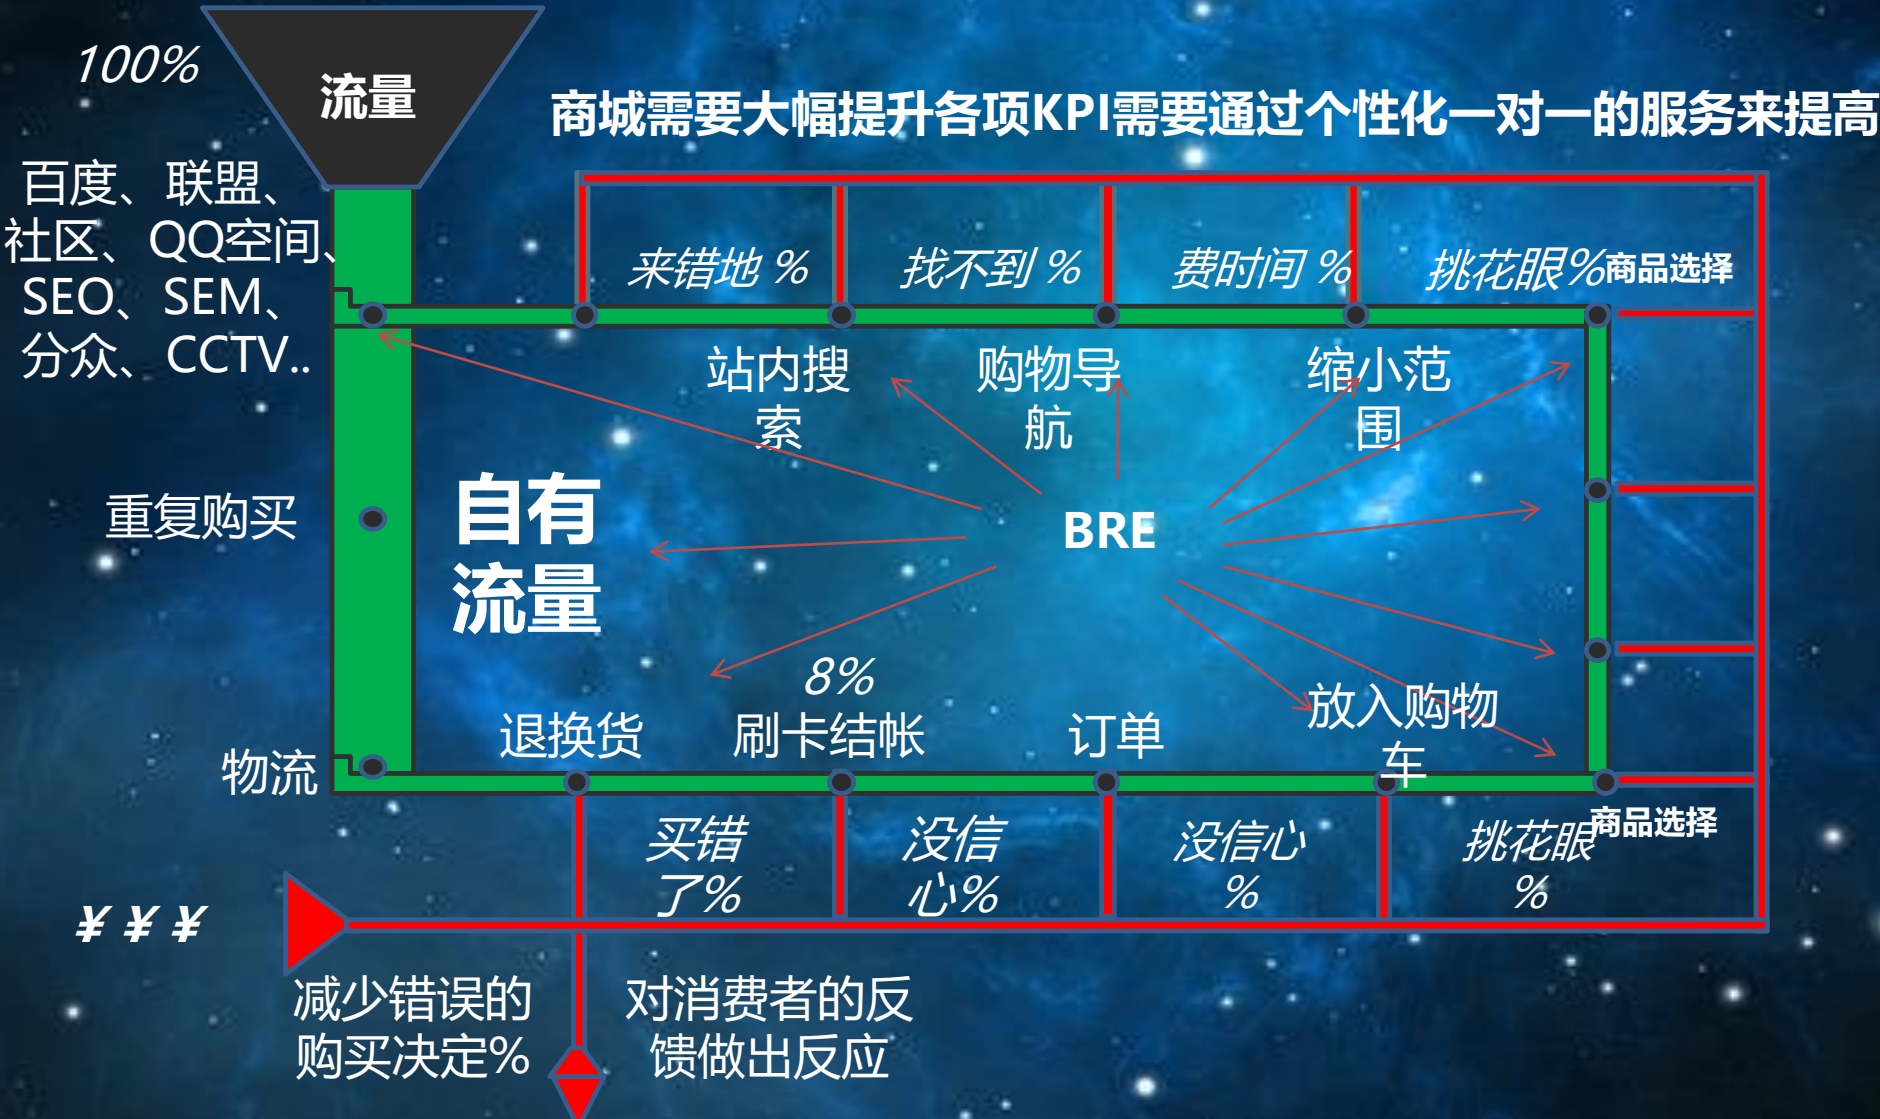 100%
流量
商城需要大幅提升各项KPI需要通过个性化一对一的服务来提高
百度、联盟、
社区、QQ空间、
SEO、SEM、
分众、CCTV..
来错地 %
找不到 %
费时间 %
挑花眼%
商品选择
站内搜
索
购物导
航
缩小范
围
重复购买
自有
流量
BRE
8%
退换货
刷卡结帐
订单
放入购物
车
物流
买错
了%
没信
心%
没信心
%
挑花眼
%
商品选择
¥ ¥ ¥
减少错误的
购买决定%
对消费者的反
馈做出反应